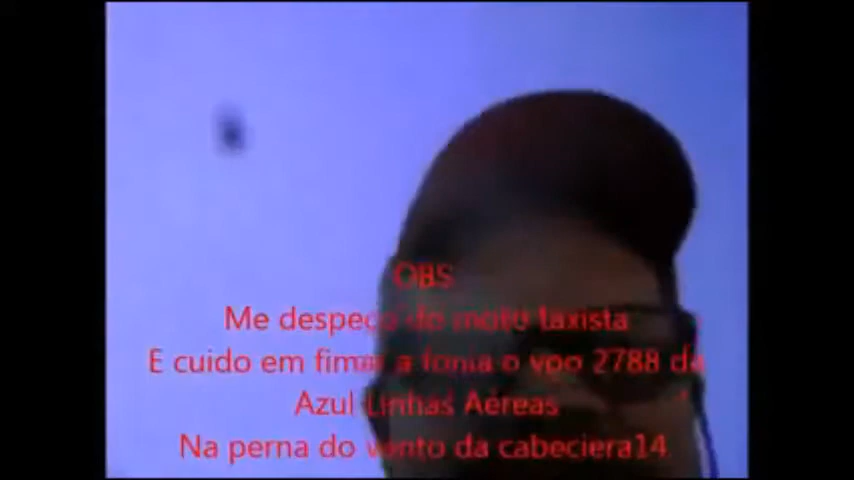 OBS
Me despeço do moto taxista
E cuido em fimar a fonia o vpo 2788 da
Azul Linhas Aéreas
Na perna do vento da cabeciera14